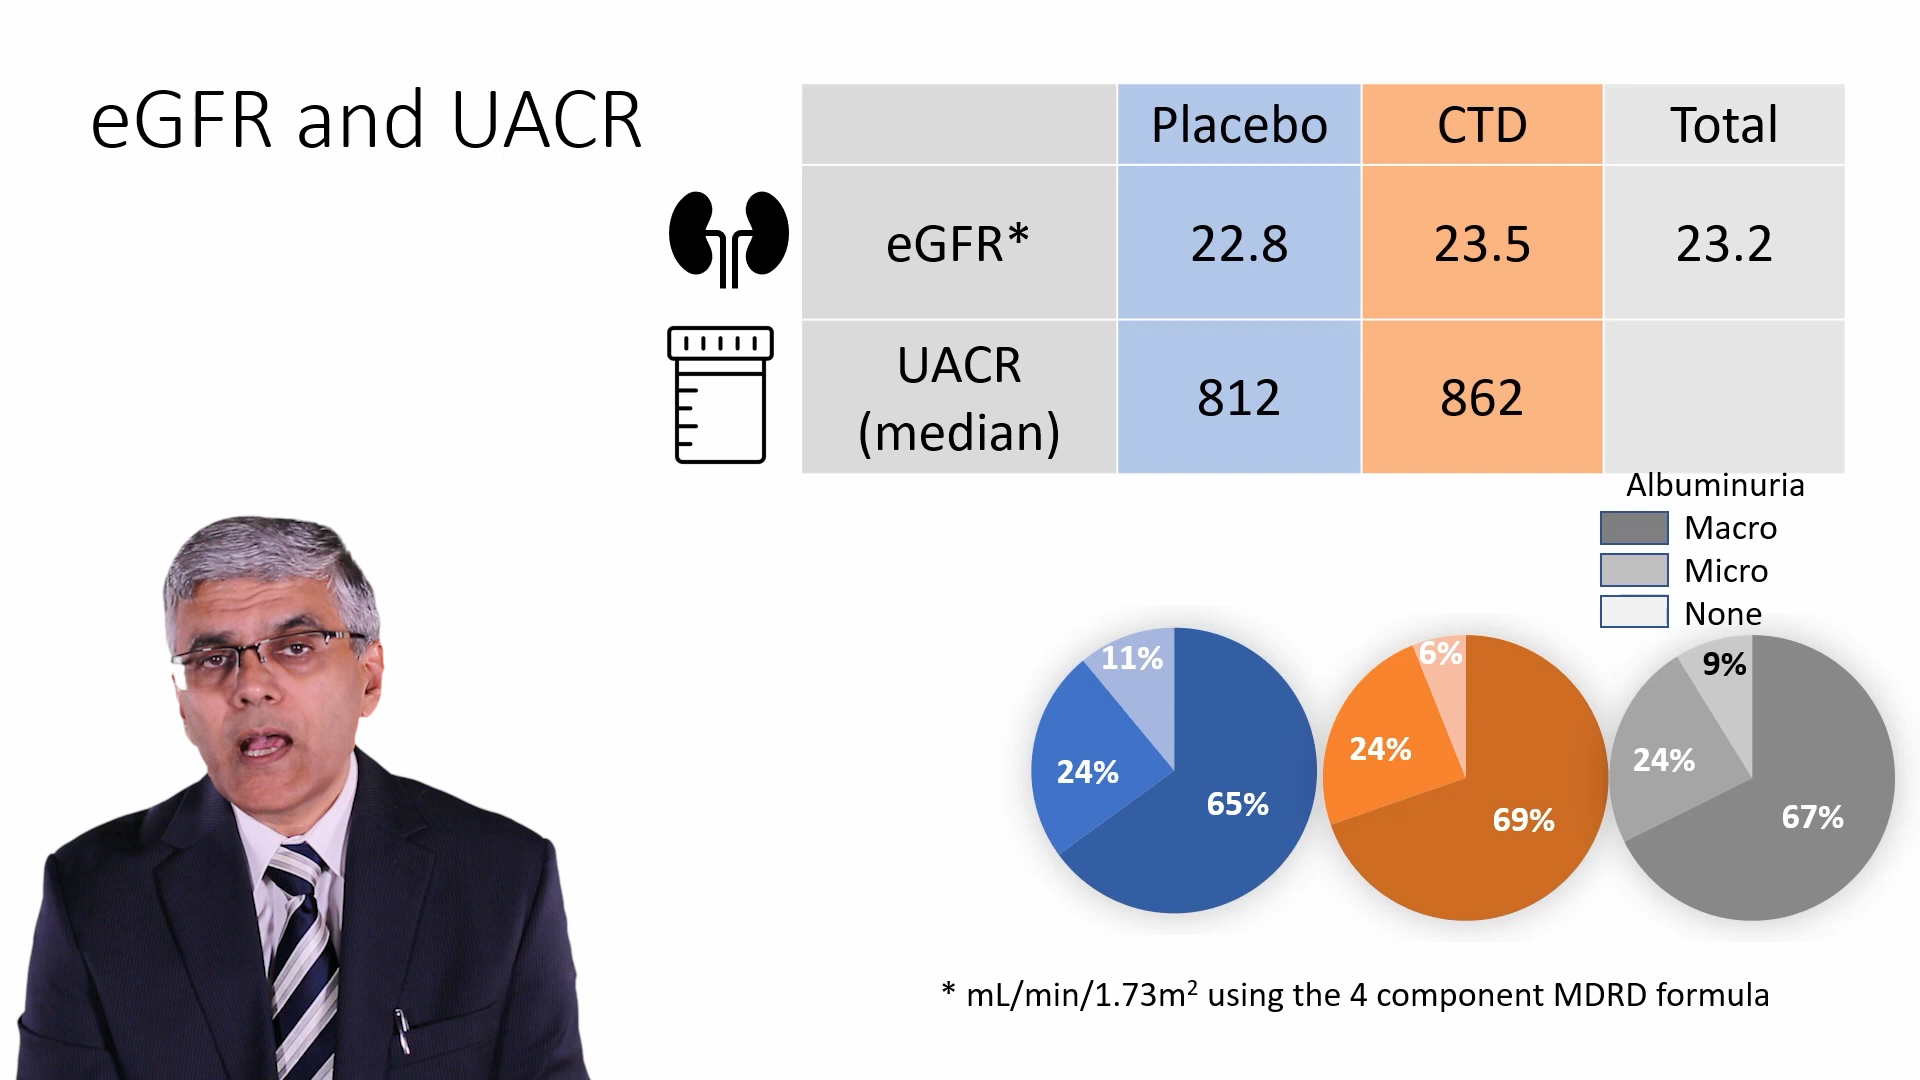 eGFR and UACR
Placebo CTD Total
eGFR* 22.8 23.5 23.2
UACR
(median) 812 862
Albuminuria
Macro
Micro
None
11% 24% 65%
6% 24% 69%
9% 24% 67%
* mL/min/1.73m² using the 4 component MDRD formula